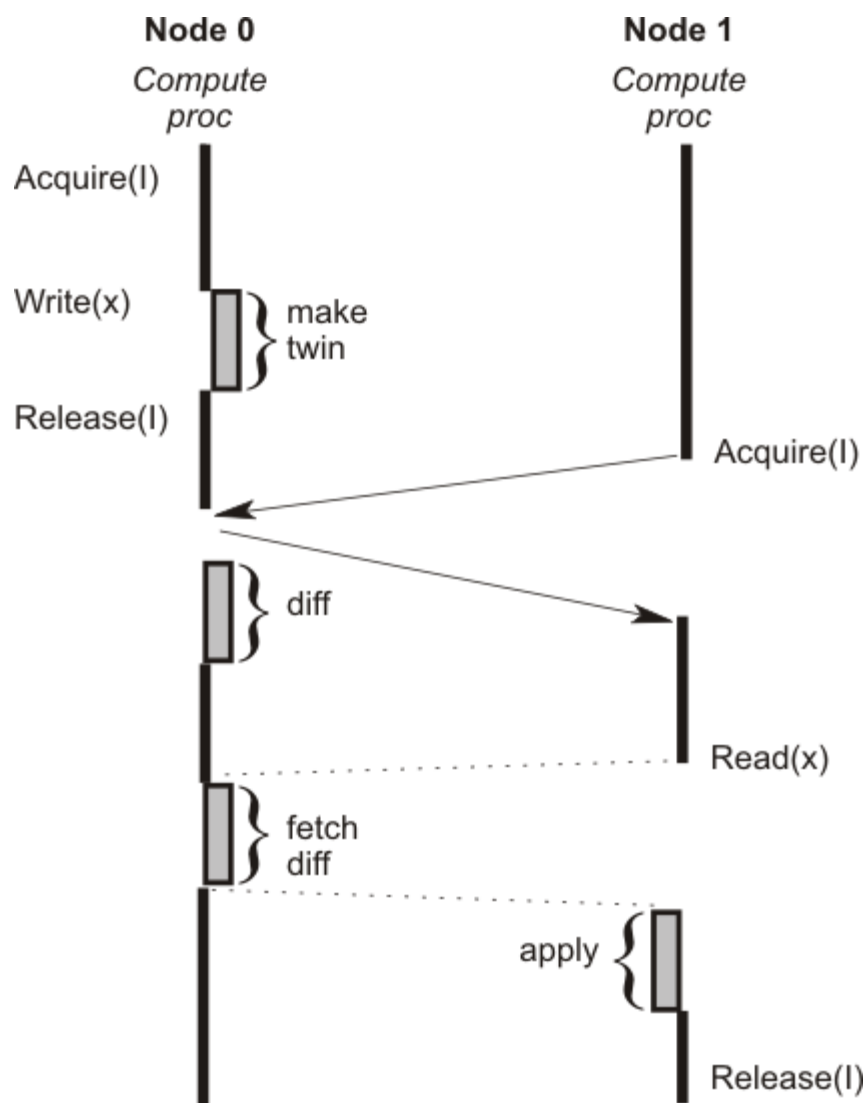 Node 0
Node 1
Compute
proc
Compute
proc
Acquire(l)
Write(x)
make
twin
Release(l)
Acquire(l)
diff
Read(x)
fetch
diff
apply
Release(l)